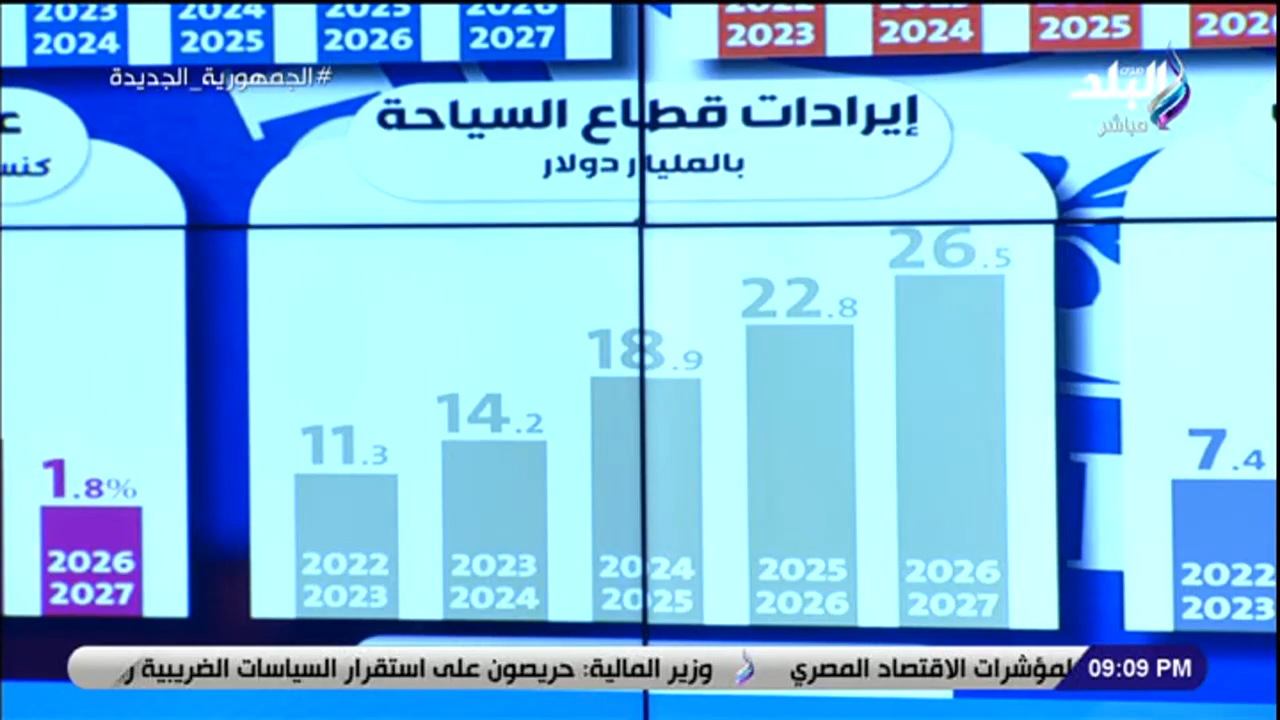 2023 2024 2025 2026
2024 2025 2026 2027
2022 2023 2024 2025
2023 2024 2025
#الجمهورية_الجديدة
صدى
البلد
مباشر
إيرادات قطاع السياحة
بالمليار دولار
1.8%
2026
2027
11.3
2022
2023
14.2
2023
2024
18.9
2024
2025
22.8
2025
2026
26.5
2026
2027
7.4
2022
2023
لمؤشرات الاقتصاد المصري وزير المالية: حريصون على استقرار السياسات الضريبية
09:09 PM